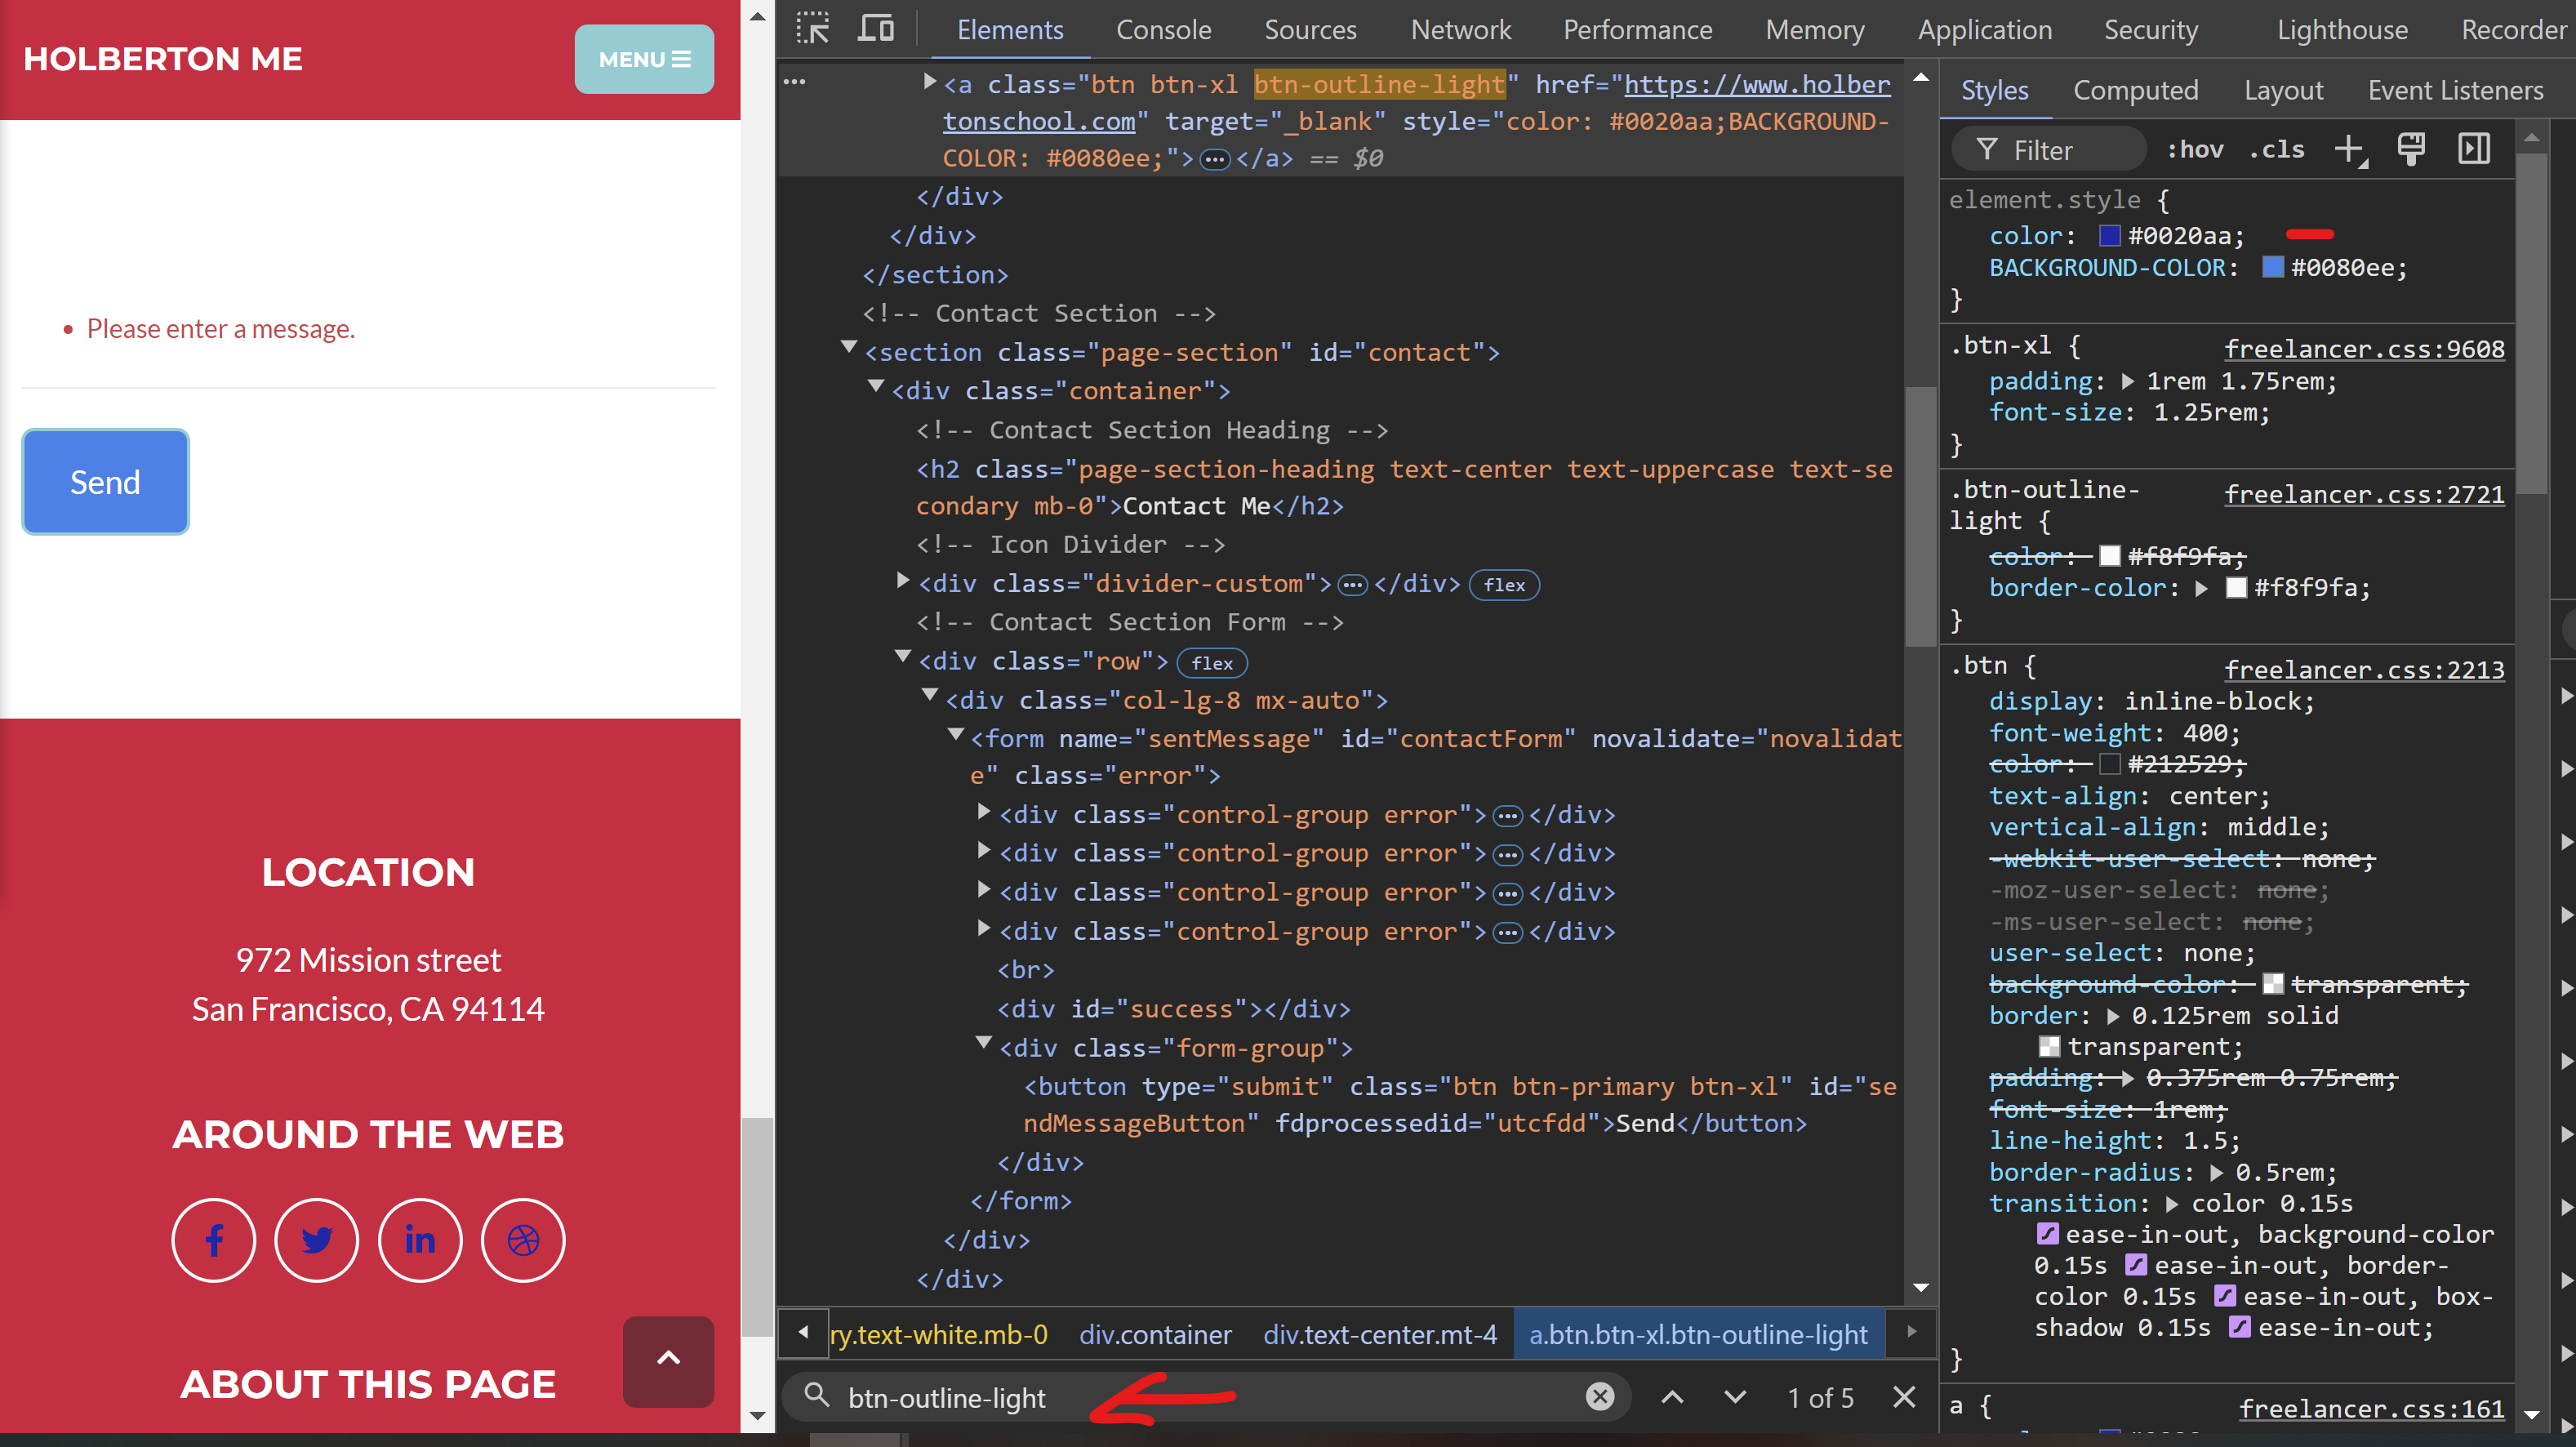 HOLBERTON ME
MENU
Please enter a message.
Send
LOCATION
972 Mission street
San Francisco, CA 94114
AROUND THE WEB
ABOUT THIS PAGE
Elements Console Sources Network Performance Memory Application Security Lighthouse Recorder
<a class="btn btn-xl btn-outline-light" href="https://www.holber
tonschool.com" target="_blank" style="color: #0020aa;BACKGROUND-
COLOR: #0080ee;">…</a> == $0
</div>
</div>
</section>
<!-- Contact Section -->
<section class="page-section" id="contact">
<div class="container">
<!-- Contact Section Heading -->
<h2 class="page-section-heading text-center text-uppercase text-se
condary mb-0">Contact Me</h2>
<!-- Icon Divider -->
<div class="divider-custom">…</div> flex
<!-- Contact Section Form -->
<div class="row"> flex
<div class="col-lg-8 mx-auto">
<form name="sentMessage" id="contactForm" novalidate="novalidat
e" class="error">
<div class="control-group error">…</div>
<div class="control-group error">…</div>
<div class="control-group error">…</div>
<div class="control-group error">…</div>
<br>
<div id="success"></div>
<div class="form-group">
<button type="submit" class="btn btn-primary btn-xl" id="se
ndMessageButton" fdprocessedid="utcfdd">Send</button>
</div>
</form>
</div>
</div>
ry.text-white.mb-0 div.container div.text-center.mt-4 a.btn.btn-xl.btn-outline-light
btn-outline-light 1 of 5
Styles Computed Layout Event Listeners
Filter :hov .cls
element.style {
color: #0020aa;
BACKGROUND-COLOR: #0080ee;
}
.btn-xl { freelancer.css:9608
padding: 1rem 1.75rem;
font-size: 1.25rem;
}
.btn-outline- freelancer.css:2721
light {
color: #f8f9fa;
border-color: #f8f9fa;
}
.btn { freelancer.css:2213
display: inline-block;
font-weight: 400;
color: #212529;
text-align: center;
vertical-align: middle;
-webkit-user-select: none;
-moz-user-select: none;
-ms-user-select: none;
user-select: none;
background-color: transparent;
border: 0.125rem solid
transparent;
padding: 0.375rem 0.75rem;
font-size: 1rem;
line-height: 1.5;
border-radius: 0.5rem;
transition: color 0.15s
ease-in-out, background-color
0.15s ease-in-out, border-
color 0.15s ease-in-out, box-
shadow 0.15s ease-in-out;
}
a { freelancer.css:161